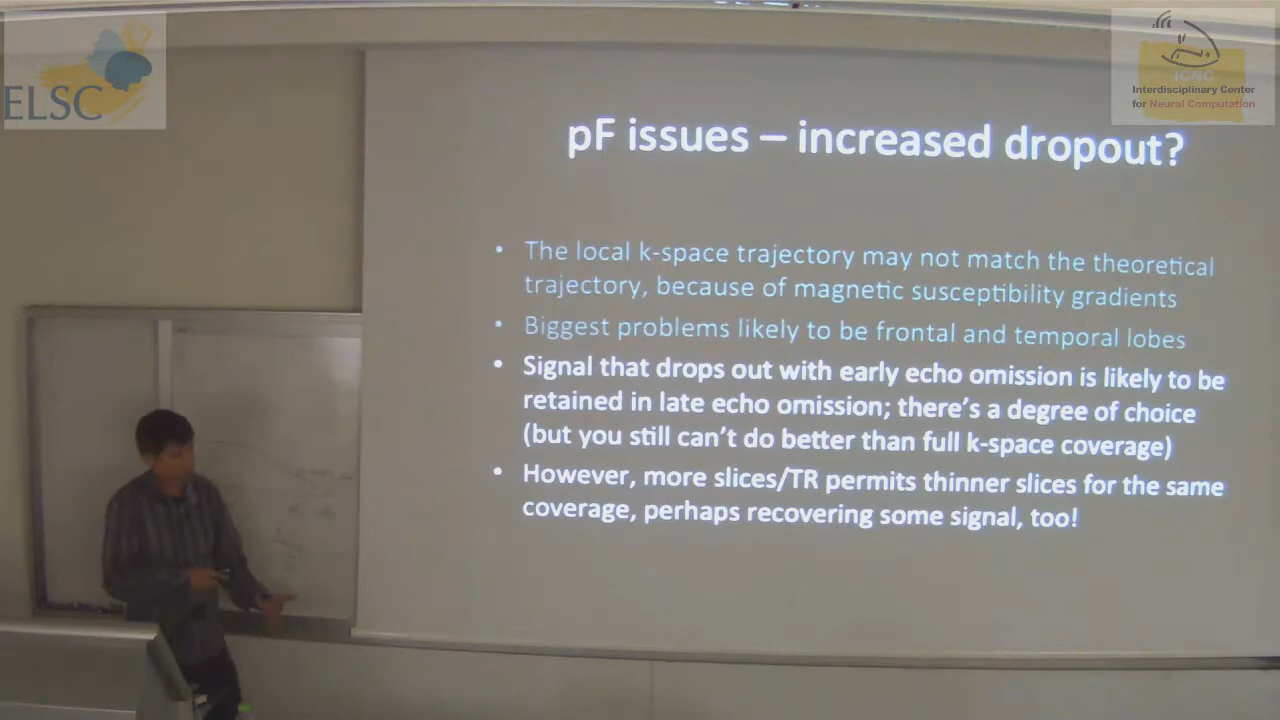 ELSC
ICNC
Interdisciplinary Center
for Neural Computation
pF issues – increased dropout?
• The local k-space trajectory may not match the theoretical
trajectory, because of magnetic susceptibility gradients
• Biggest problems likely to be frontal and temporal lobes
• Signal that drops out with early echo omission is likely to be
retained in late echo omission; there's a degree of choice
(but you still can't do better than full k-space coverage)
• However, more slices/TR permits thinner slices for the same
coverage, perhaps recovering some signal, too!